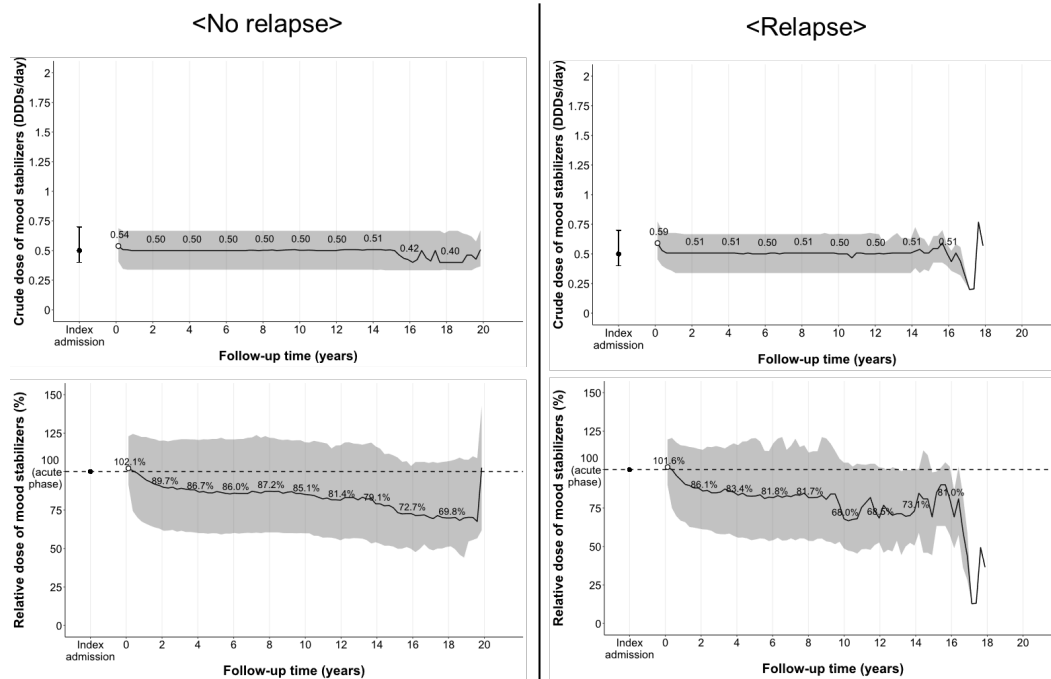 <No relapse>
<Relapse>
Crude dose of mood stabilizers (DDDs/day)
2
1.75
1.5
1.25
1
0.75
0.5
0.25
0
0.54
0.50
0.50
0.50
0.50
0.50
0.50
0.51
0.42
0.40
Index
admission
0 2 4 6 8 10 12 14 16 18 20
Follow-up time (years)
Crude dose of mood stabilizers (DDDs/day)
2
1.75
1.5
1.25
1
0.75
0.5
0.25
0
0.59
0.51
0.51
0.50
0.51
0.50
0.50
0.51
0.51
Index
admission
0 2 4 6 8 10 12 14 16 18 20
Follow-up time (years)
Relative dose of mood stabilizers (%)
150
125
100
(acute
phase)
75
50
25
0
102.1%
89.7%
86.7%
86.0%
87.2%
85.1%
81.4%
79.1%
72.7%
69.8%
Index
admission
0 2 4 6 8 10 12 14 16 18 20
Follow-up time (years)
Relative dose of mood stabilizers (%)
150
125
100
(acute
phase)
75
50
25
0
101.6%
86.1%
83.4%
81.8%
81.7%
68.0%
68.5%
73.1%
81.0%
Index
admission
0 2 4 6 8 10 12 14 16 18 20
Follow-up time (years)